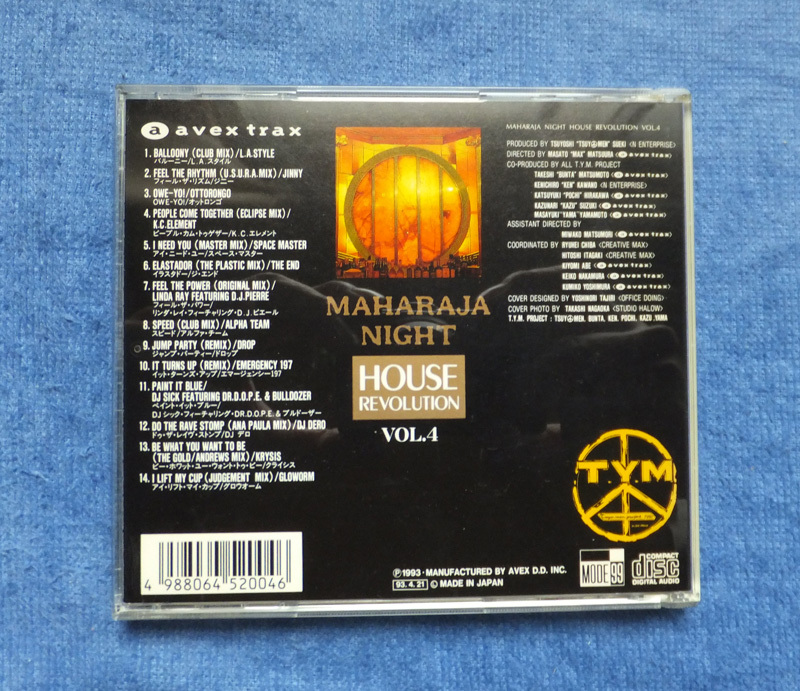 a avex trax
1. BALLOONY (CLUB MIX)/L.A.STYLE
バルーニー/L.A.スタイル
2. FEEL THE RHYTHM (U.S.U.R.A.MIX)/JINNY
フィール・ザ・リズム/ジニー
3. OWE-YO!/OTTORONGO
OWE-YO!/オットロンゴ
4. PEOPLE COME TOGETHER (ECLIPSE MIX)/
K.C.ELEMENT
ピープル・カム・トゥゲザー/K.C.エレメント
5. I NEED YOU (MASTER MIX)/SPACE MASTER
アイ・ニード・ユー/スペース・マスター
6. ELASTADOR (THE PLASTIC MIX)/THE END
イラスタドー/ジ・エンド
7. FEEL THE POWER (ORIGINAL MIX)/
LINDA RAY FEATURING D.J.PIERRE
フィール・ザ・パワー/
リンダ・レイ・フィーチャリング・D.J.ピエール
8. SPEED (CLUB MIX)/ALPHA TEAM
スピード/アルファ・チーム
9. JUMP PARTY (REMIX)/DROP
ジャンプ・パーティー/ドロップ
10. IT TURNS UP (REMIX)/EMERGENCY 197
イット・ターンズ・アップ/エマージェンシー197
11. PAINT IT BLUE/
DJ SICK FEATURING DR.D.O.P.E. & BULLDOZER
ペイント・イット・ブルー/
DJシック・フィーチャリング・DR.D.O.P.E.&ブルドーザー
12. DO THE RAVE STOMP (ANA PAULA MIX)/DJ DERO
ドゥ・ザ・レイヴ・ストンプ/DJ デロ
13. BE WHAT YOU WANT TO BE
(THE GOLD/ANDREWS MIX)/KRYSIS
ビー・ホワット・ユー・ウォント・トゥ・ビー/クライシス
14. I LIFT MY CUP (JUDGEMENT MIX)/GLOWORM
アイ・リフト・マイ・カップ/グロウオーム
4 988064 520046
MAHARAJA
NIGHT
HOUSE
REVOLUTION
VOL.4
MAHARAJA NIGHT HOUSE REVOLUTION VOL.4
PRODUCED BY TSUYOSHI "TSUY MEN" SUEKI <N ENTERPRISE>
DIRECTED BY MASATO "MAX" MATSUURA <a avex trax>
CO-PRODUCED BY ALL T.Y.M. PROJECT
TAKESHI "BUNTA" MATSUMOTO <a avex trax>
KENICHIRO "KEN" KAWANO <N ENTERPRISE>
KATSUYUKI "POCHI" HIRAKAWA <a avex trax>
KAZUNARI "KAZU" SUZUKI <a avex trax>
MASAYUKI "YAMA" YAMAMOTO <a avex trax>
ASSISTANT DIRECTED BY
MIWAKO MATSUMORI <a avex trax>
COORDINATED BY HIYUKEI CHIBA <CREATIVE MAX>
HITOSHI ITAGAKI <CREATIVE MAX>
KIYOMI ABE <a avex trax>
KEIKO NAKAMURA <a avex trax>
KUMIKO YOSHIMURA <a avex trax>
COVER DESIGNED BY YOSHINORI TAJIRI <OFFICE DOING>
COVER PHOTO BY TAKASHI NAGAOKA <STUDIO HALOW>
T.Y.M. PROJECT : TSUY MEN, BUNTA, KEN, POCHI, KAZU, YAMA
T.Y.M
Ⓟ1993・MANUFACTURED BY AVEX D.D. INC.
93.4.21 © MADE IN JAPAN
MODE 99
COMPACT
disc
DIGITAL AUDIO